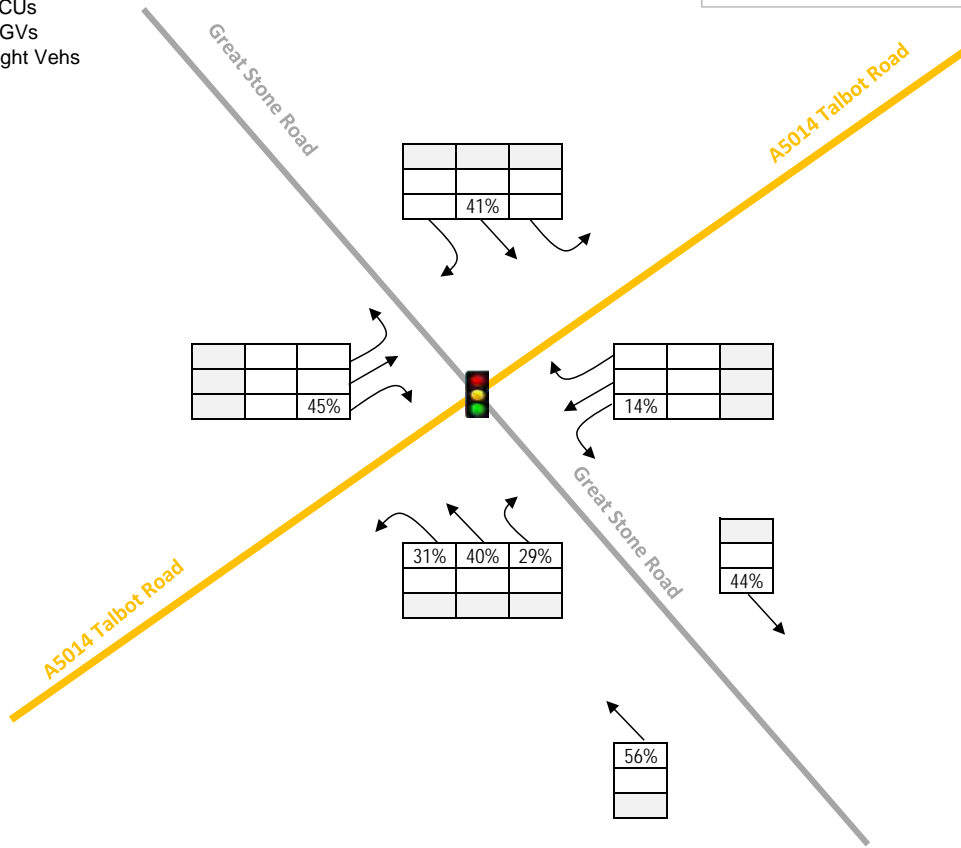 CUs
GVs
ght Vehs
Great Stone Road
A5014 Talbot Road
41%
45%
14%
31% 40% 29%
Great Stone Road
44%
A5014 Talbot Road
56%